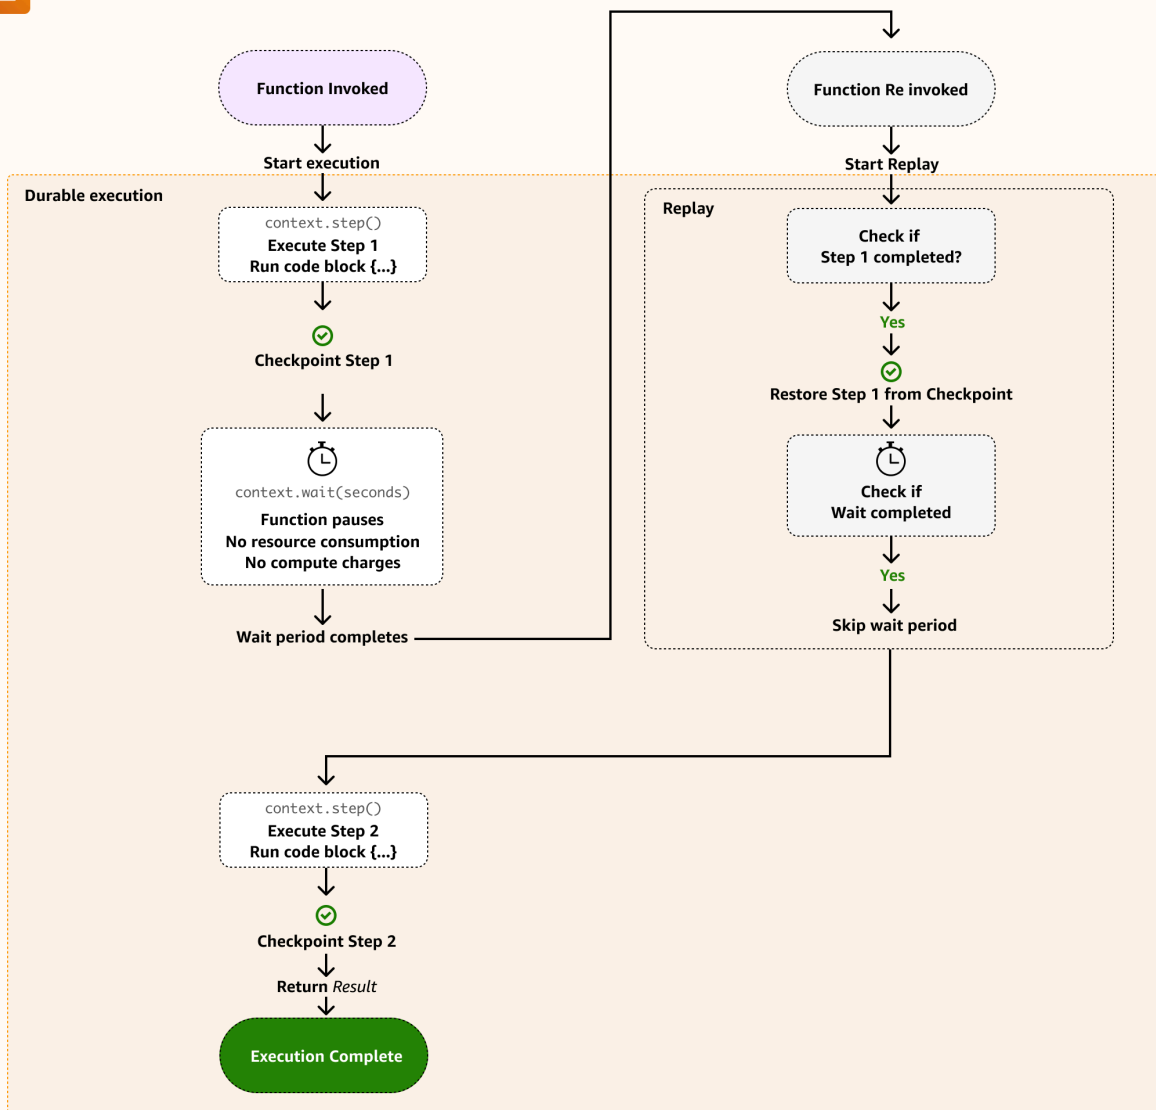 Function Invoked
Start execution
Durable execution
context.step()
Execute Step 1
Run code block {...}
Checkpoint Step 1
context.wait(seconds)
Function pauses
No resource consumption
No compute charges
Wait period completes
Function Re invoked
Start Replay
Replay
Check if
Step 1 completed?
Yes
Restore Step 1 from Checkpoint
Check if
Wait completed
Yes
Skip wait period
context.step()
Execute Step 2
Run code block {...}
Checkpoint Step 2
Return Result
Execution Complete